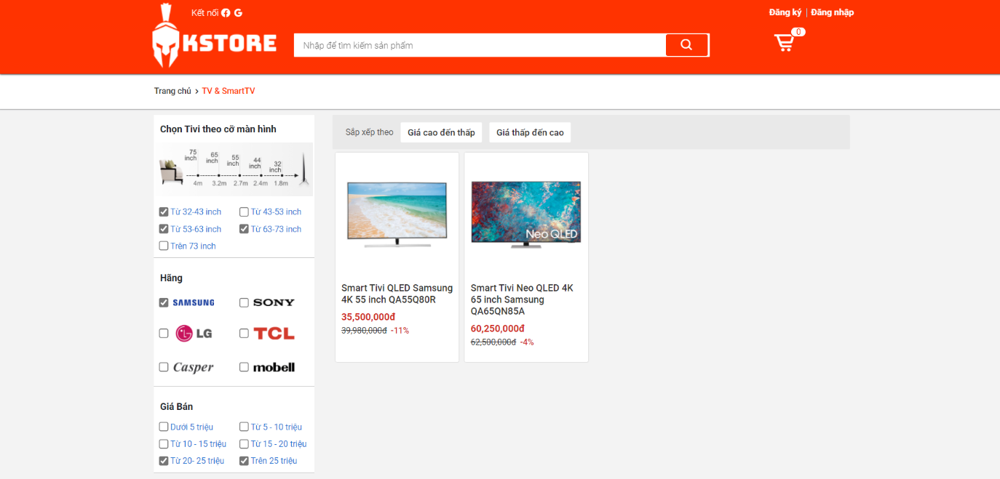 Kết nối
Đăng ký | Đăng nhập
KSTORE
Nhập để tìm kiếm sản phẩm
0
Trang chủ › TV & SmartTV
Chọn Tivi theo cỡ màn hình
75 inch
65 inch
55 inch
44 inch
32 inch
4m 3.2m 2.7m 2.4m 1.8m
Từ 32-43 inch
Từ 43-53 inch
Từ 53-63 inch
Từ 63-73 inch
Trên 73 inch
Hãng
SAMSUNG
SONY
LG
TCL
Casper
mobell
Giá Bán
Dưới 5 triệu
Từ 5 - 10 triệu
Từ 10 - 15 triệu
Từ 15 - 20 triệu
Từ 20- 25 triệu
Trên 25 triệu
Sắp xếp theo
Giá cao đến thấp
Giá thấp đến cao
Smart Tivi QLED Samsung
4K 55 inch QA55Q80R
35,500,000đ
39,980,000đ -11%
Neo QLED
Smart Tivi Neo QLED 4K
65 inch Samsung
QA65QN85A
60,250,000đ
62,500,000đ -4%